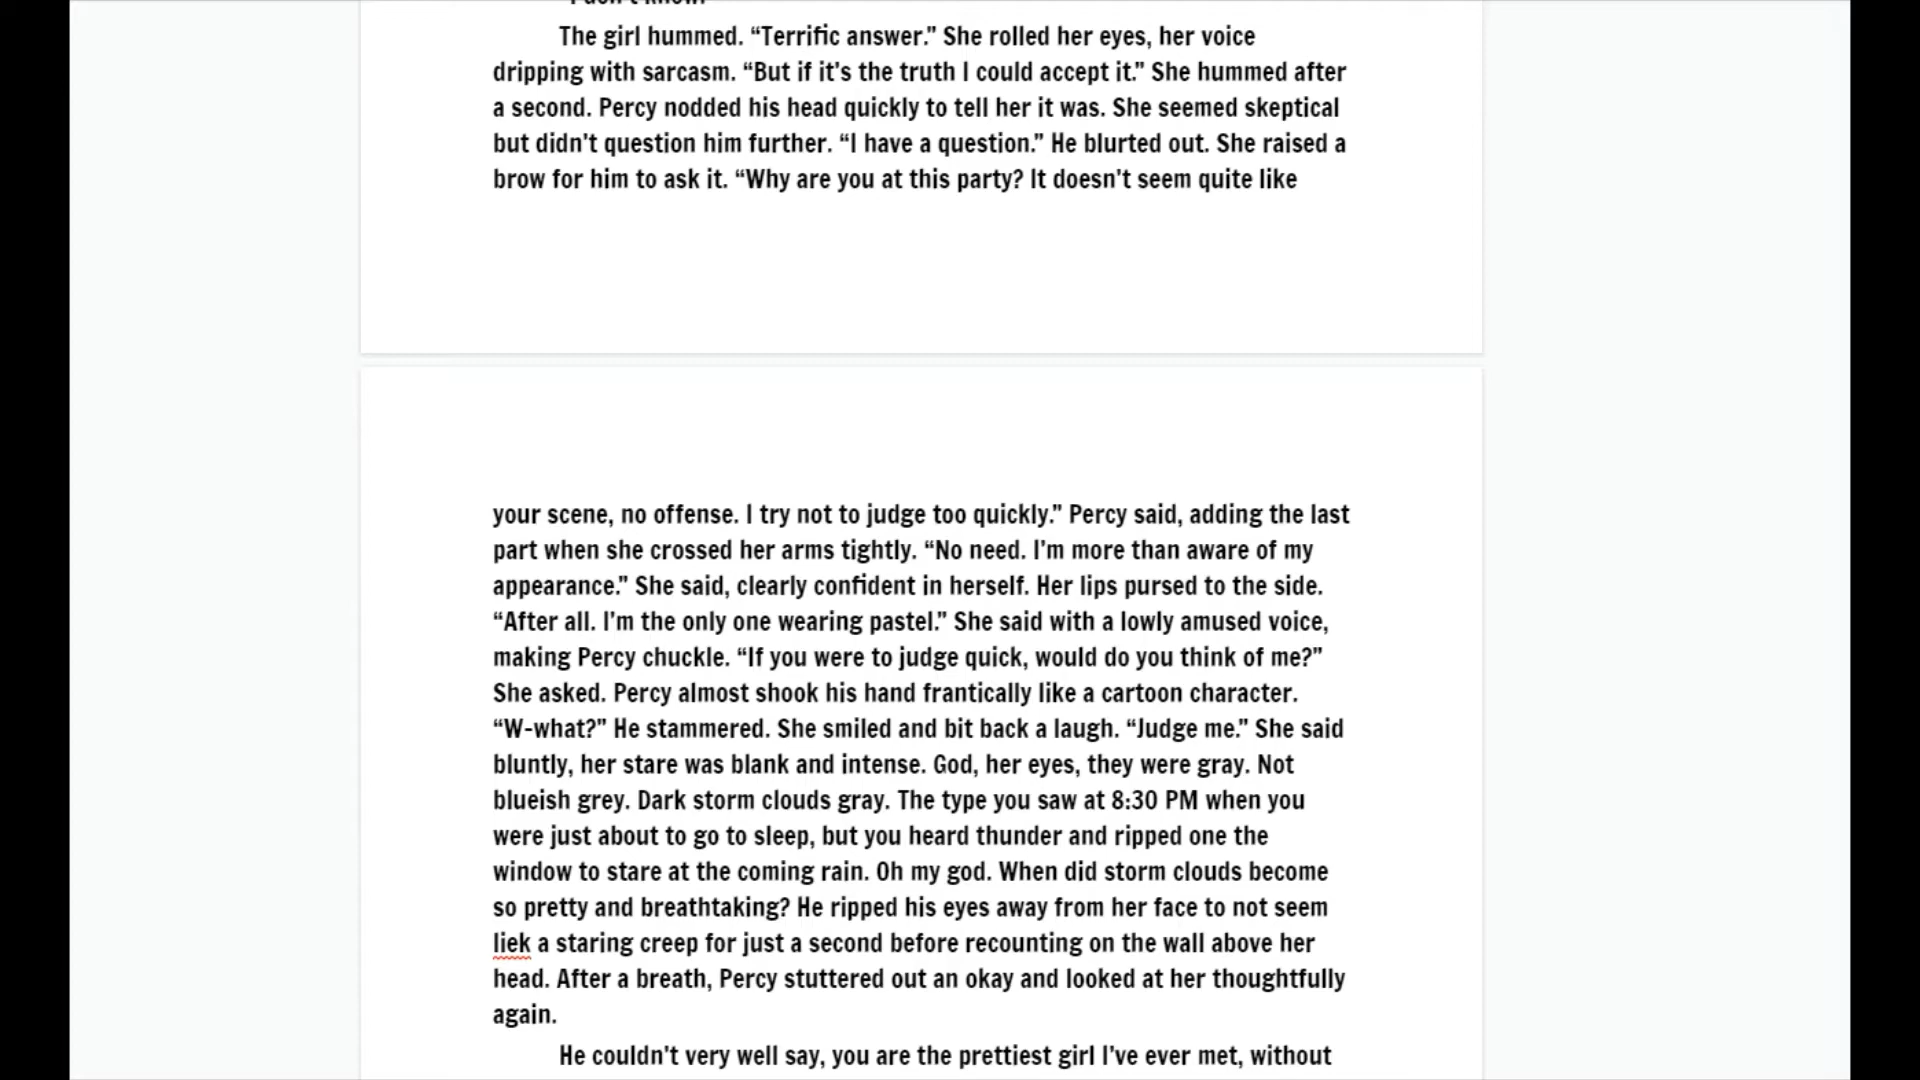 The girl hummed. “Terrific answer.” She rolled her eyes, her voice
dripping with sarcasm. “But if it’s the truth I could accept it.” She hummed after
a second. Percy nodded his head quickly to tell her it was. She seemed skeptical
but didn’t question him further. “I have a question.” He blurted out. She raised a
brow for him to ask it. “Why are you at this party? It doesn’t seem quite like
your scene, no offense. I try not to judge too quickly.” Percy said, adding the last
part when she crossed her arms tightly. “No need. I’m more than aware of my
appearance.” She said, clearly confident in herself. Her lips pursed to the side.
“After all. I’m the only one wearing pastel.” She said with a lowly amused voice,
making Percy chuckle. “If you were to judge quick, would do you think of me?”
She asked. Percy almost shook his hand frantically like a cartoon character.
“W-what?” He stammered. She smiled and bit back a laugh. “Judge me.” She said
bluntly, her stare was blank and intense. God, her eyes, they were gray. Not
blueish grey. Dark storm clouds gray. The type you saw at 8:30 PM when you
were just about to go to sleep, but you heard thunder and ripped one the
window to stare at the coming rain. Oh my god. When did storm clouds become
so pretty and breathtaking? He ripped his eyes away from her face to not seem
liek a staring creep for just a second before recounting on the wall above her
head. After a breath, Percy stuttered out an okay and looked at her thoughtfully
again.
He couldn’t very well say, you are the prettiest girl I’ve ever met, without